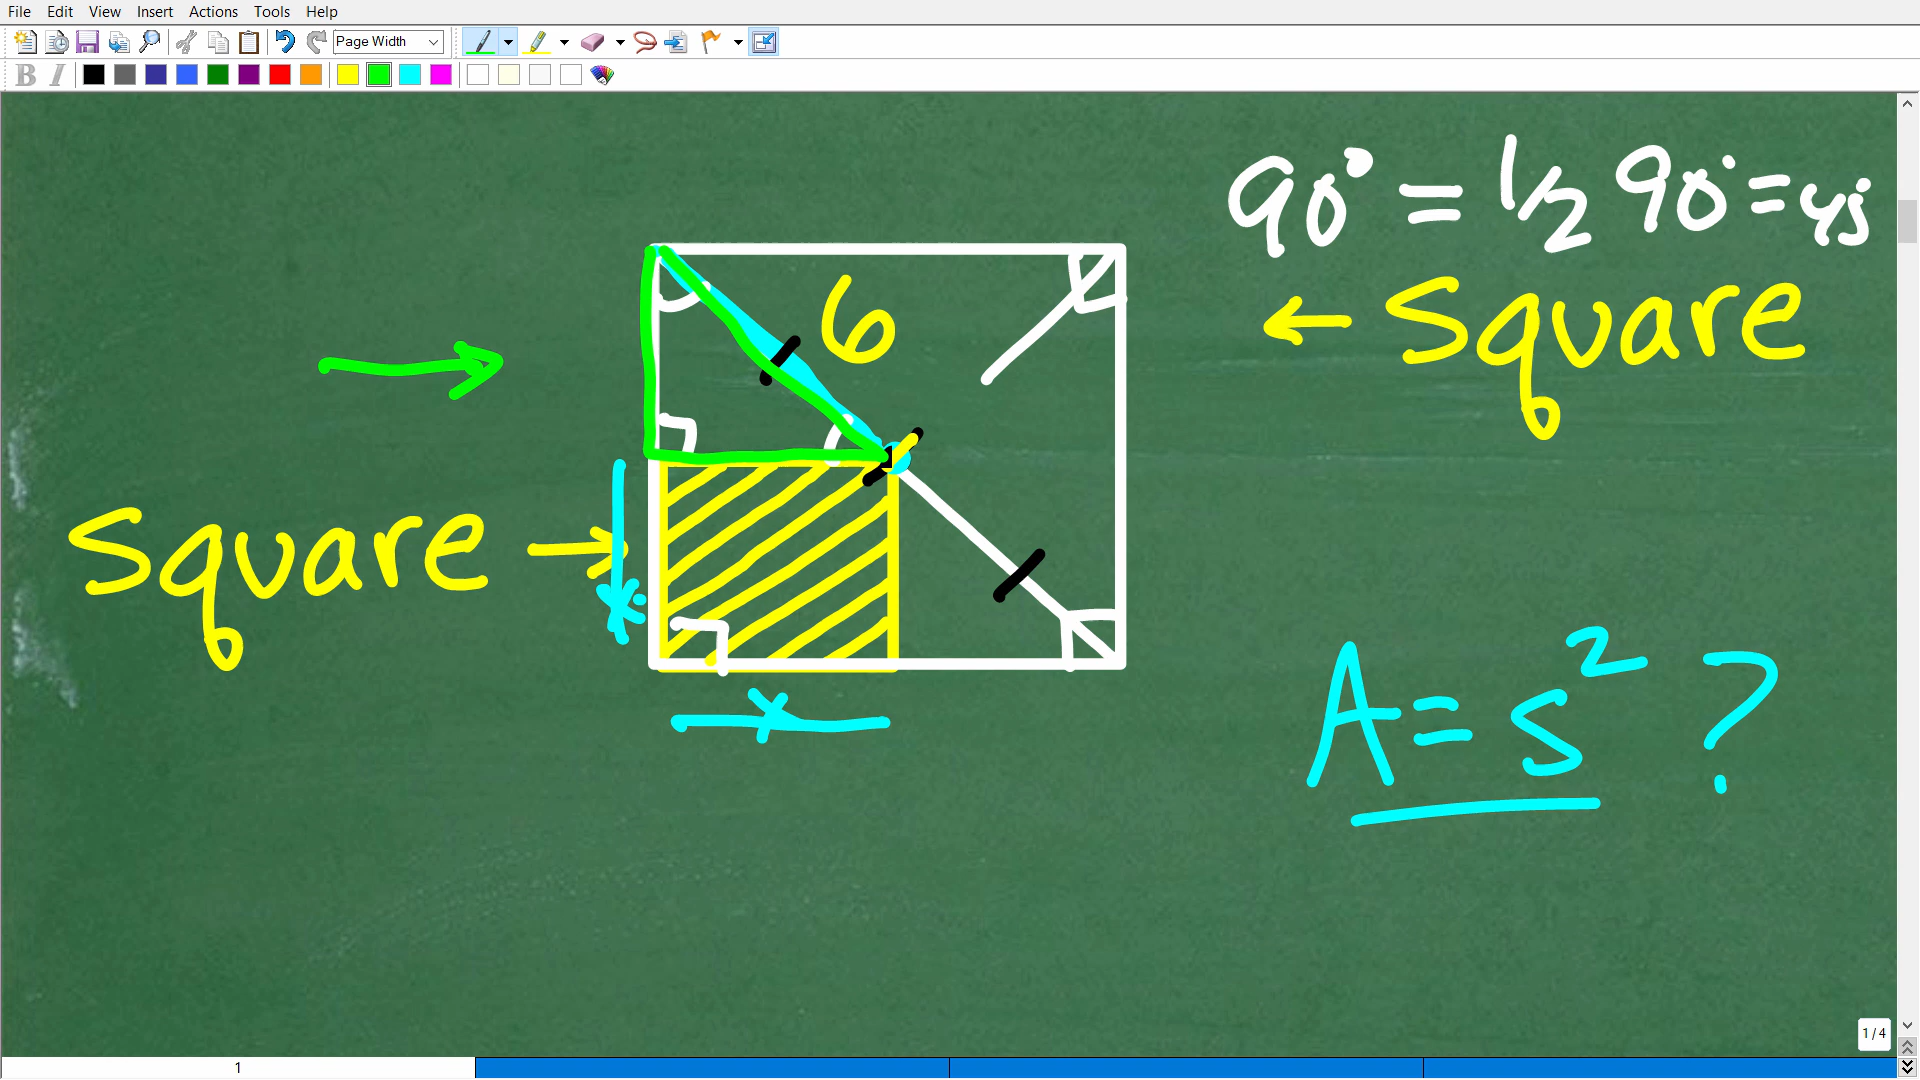 File Edit View Insert Actions Tools Help
Page Width
B I
90° = 1/2 90° = 45
6
← square
square →
x
x
A = s² ?
1 / 4
1